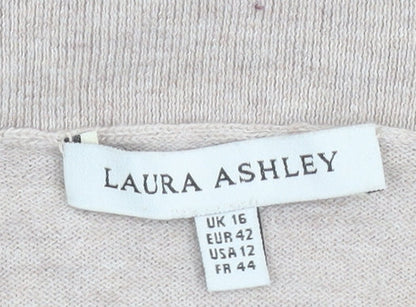 LAURA ASHLEY
UK 16
EUR 42
USA 12
FR 44